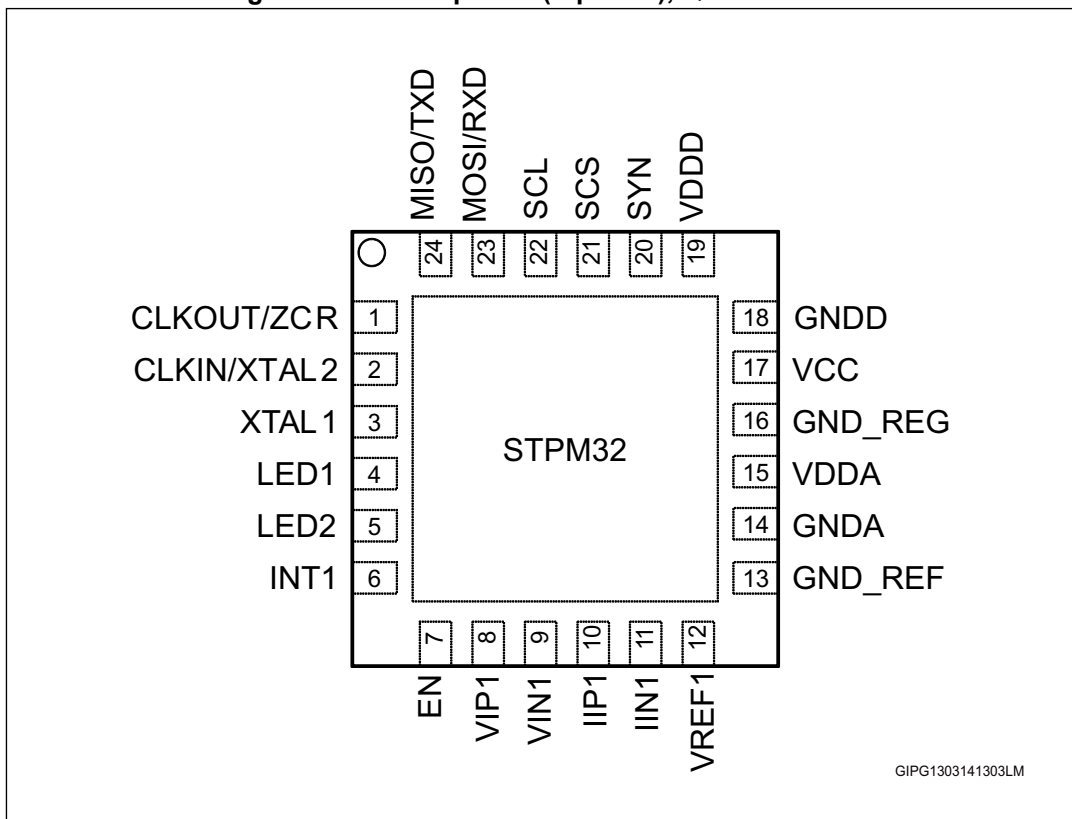 MISO/TXD
MOSI/RXD
SCL
SCS
SYN
VDDD
24
23
22
21
20
19
CLKOUT/ZCR 1
CLKIN/XTAL2 2
XTAL1 3
LED1 4
LED2 5
INT1 6
STPM32
18 GNDD
17 VCC
16 GND_REG
15 VDDA
14 GNDA
13 GND_REF
7
8
9
10
11
12
EN
VIP1
VIN1
IIP1
IIN1
VREF1
GIPG1303141303LM